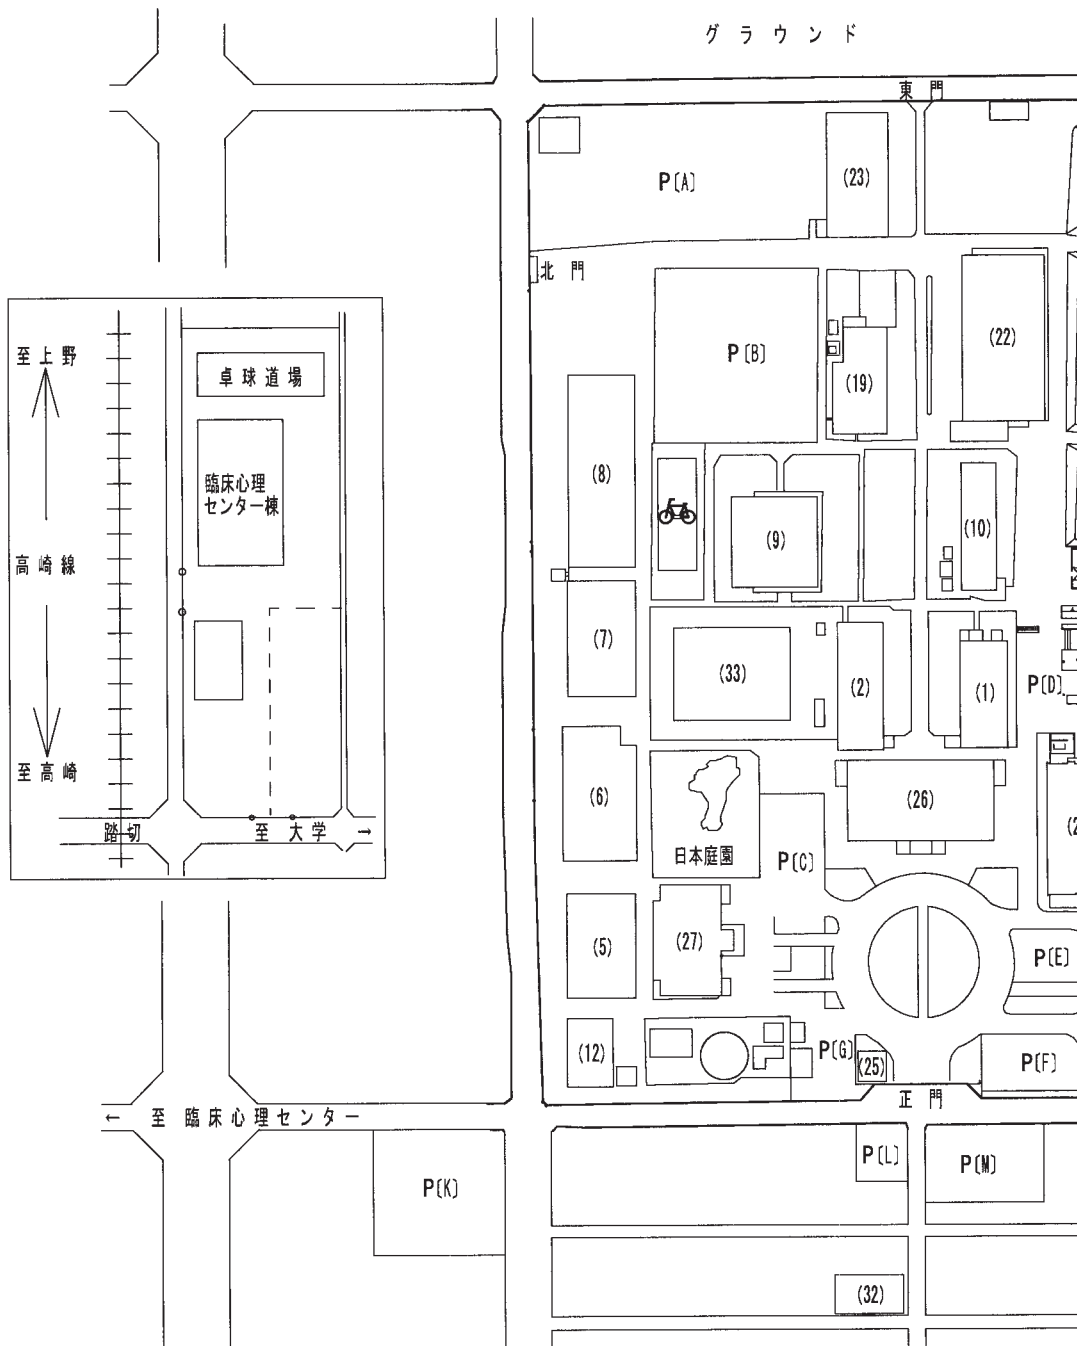 グラウンド
東門
P〔A〕
(23)
北門
P〔B〕
(19)
(22)
至上野
卓球道場
臨床心理
センター棟
高崎線
至高崎
踏切
至 大学 →
(8)
(9)
(10)
(7)
(33)
(2)
(1)
P〔D〕
(6)
日本庭園
P〔C〕
(26)
(5)
(27)
P〔E〕
(12)
P〔G〕
(25)
P〔F〕
正門
← 至 臨床心理センター
P〔K〕
P〔L〕
P〔M〕
(32)